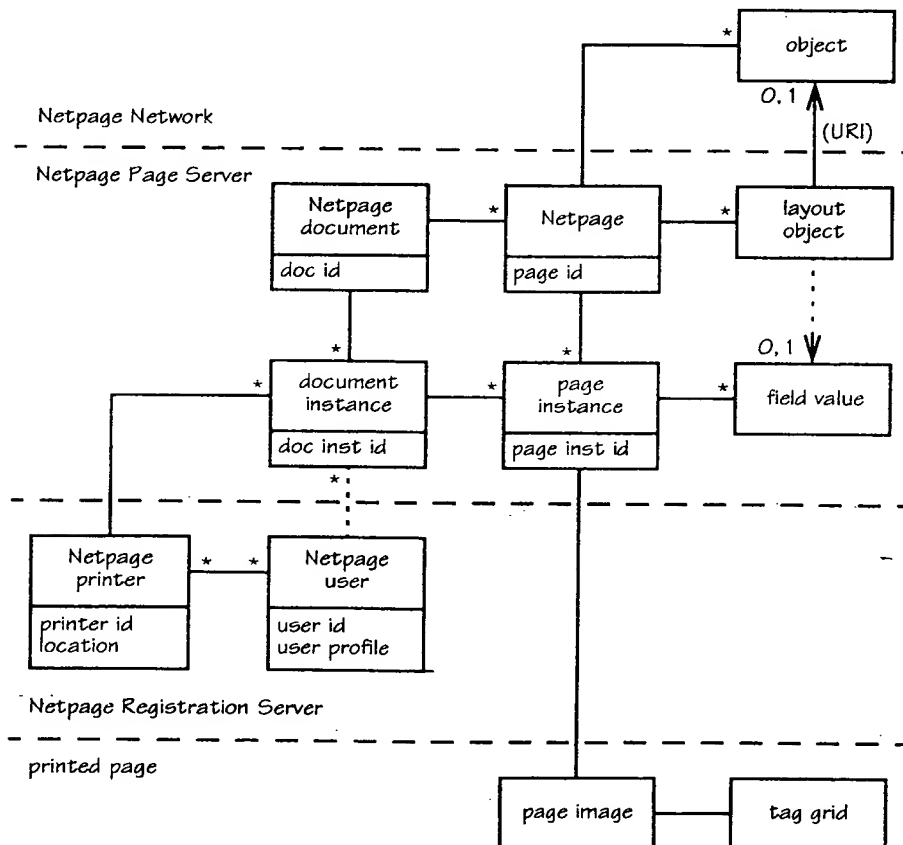 *
object
0,1
(URI)
Netpage Network
Netpage Page Server
Netpage
document
doc id
*
Netpage
page id
*
layout
object
*
*
0,1
*
document
instance
doc inst id
*
page
instance
page inst id
*
field value
*
Netpage
printer
printer id
location
*
*
Netpage
user
user id
user profile
Netpage Registration Server
printed page
page image
tag grid